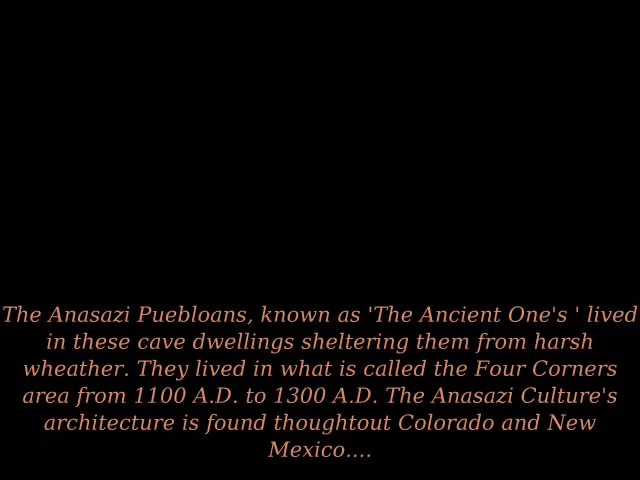 The Anasazi Puebloans, known as 'The Ancient One's ' lived
in these cave dwellings sheltering them from harsh
wheather. They lived in what is called the Four Corners
area from 1100 A.D. to 1300 A.D. The Anasazi Culture's
architecture is found thoughtout Colorado and New
Mexico....